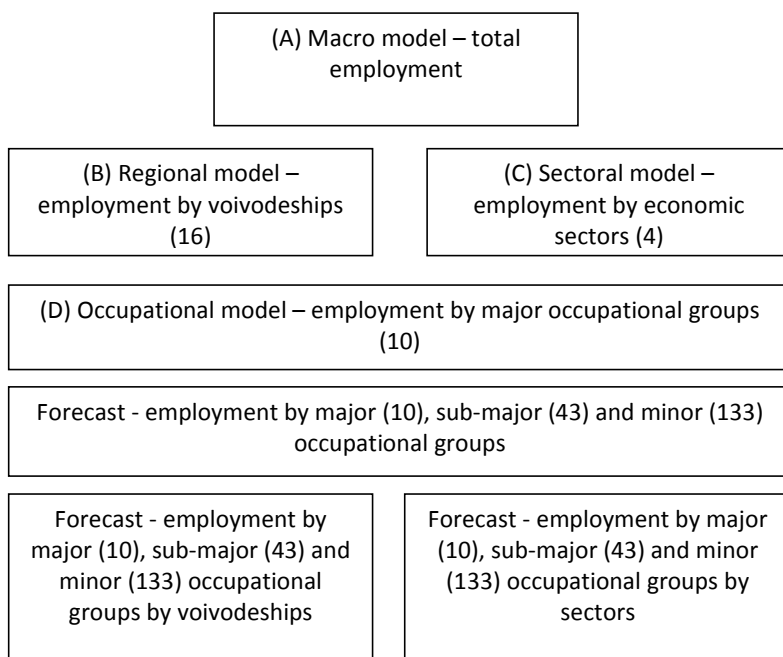 (A) Macro model – total
employment
(B) Regional model –
employment by voivodeships
(16)
(C) Sectoral model –
employment by economic
sectors (4)
(D) Occupational model – employment by major occupational groups
(10)
Forecast - employment by major (10), sub-major (43) and minor (133)
occupational groups
Forecast - employment by
major (10), sub-major (43) and
minor (133) occupational
groups by voivodeships
Forecast - employment by major
(10), sub-major (43) and minor
(133) occupational groups by
sectors